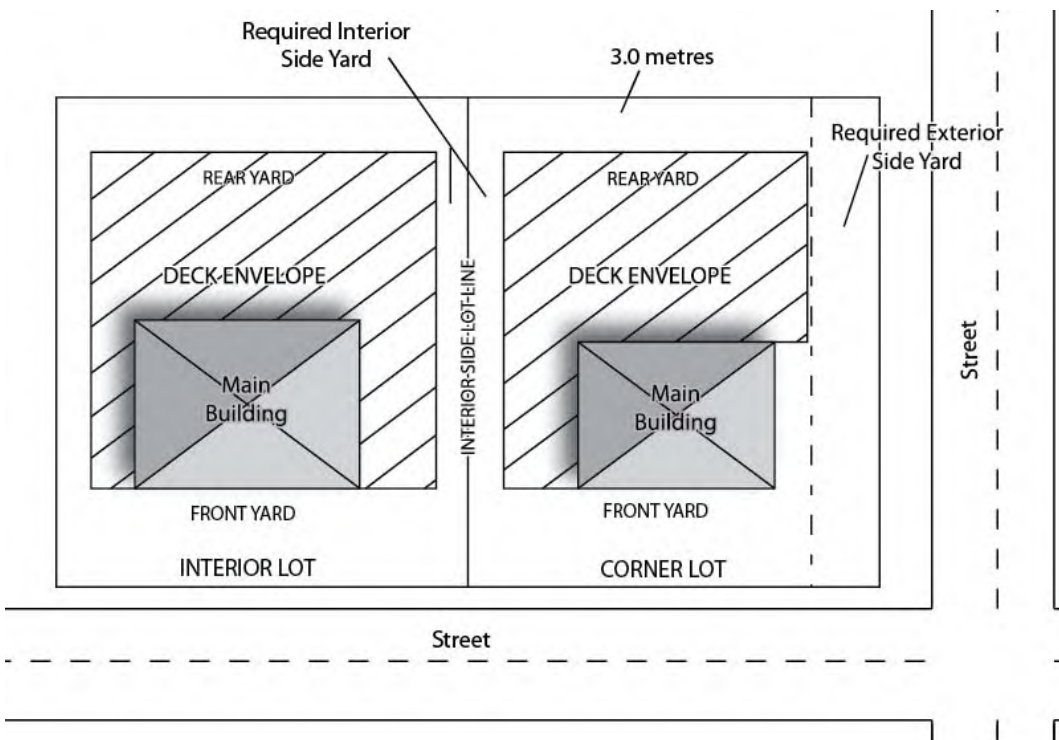 Required Interior
Side Yard
3.0 metres
Required Exterior
Side Yard
REAR YARD
REAR YARD
DECK ENVELOPE
DECK ENVELOPE
INTERIOR SIDE LOT LINE
Street
Main
Building
Main
Building
FRONT YARD
FRONT YARD
INTERIOR LOT
CORNER LOT
Street